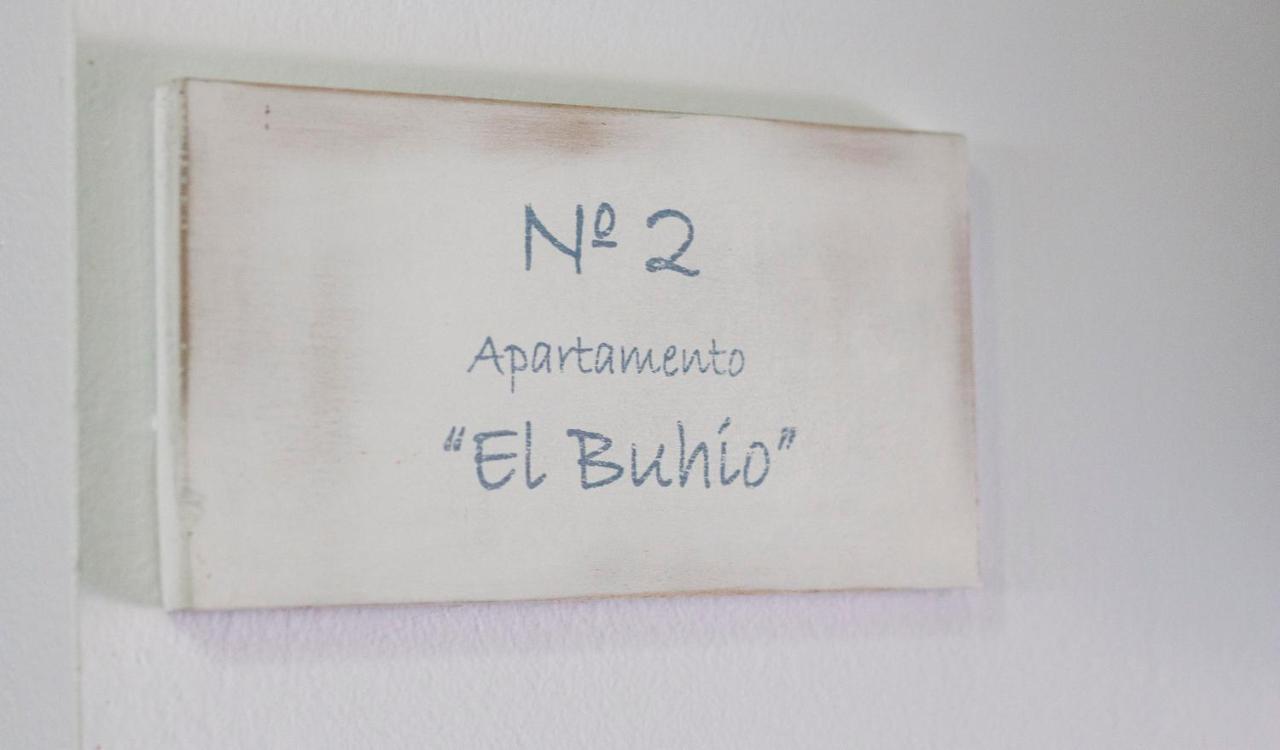 Nº 2
Apartamento
“El Buhío”